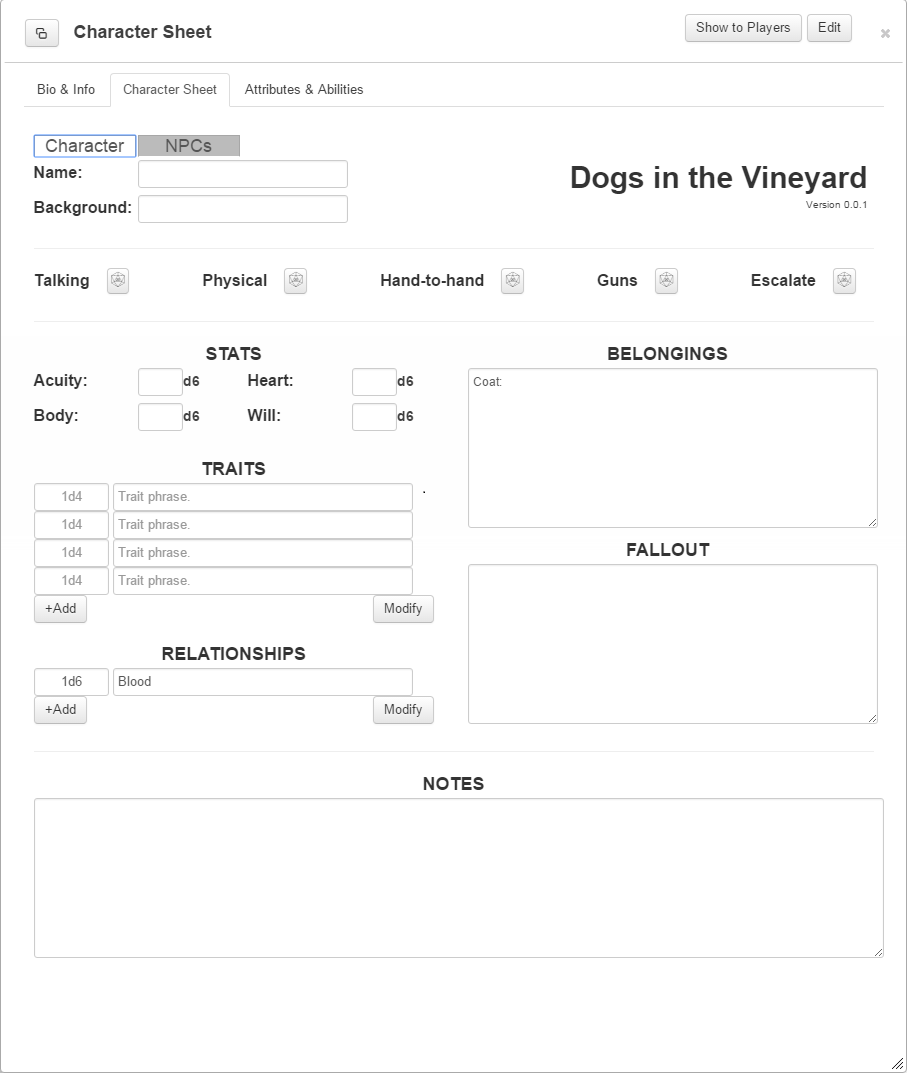 Character Sheet
Show to Players
Edit
Bio & Info
Character Sheet
Attributes & Abilities
Character
NPCs
Name:
Dogs in the Vineyard
Version 0.0.1
Background:
Talking
Physical
Hand-to-hand
Guns
Escalate
STATS
Acuity:
d6
Heart:
d6
Body:
d6
Will:
d6
TRAITS
1d4
Trait phrase.
.
1d4
Trait phrase.
1d4
Trait phrase.
1d4
Trait phrase.
+Add
Modify
RELATIONSHIPS
1d6
Blood
+Add
Modify
BELONGINGS
Coat:
FALLOUT
NOTES